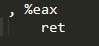 , %eax
ret